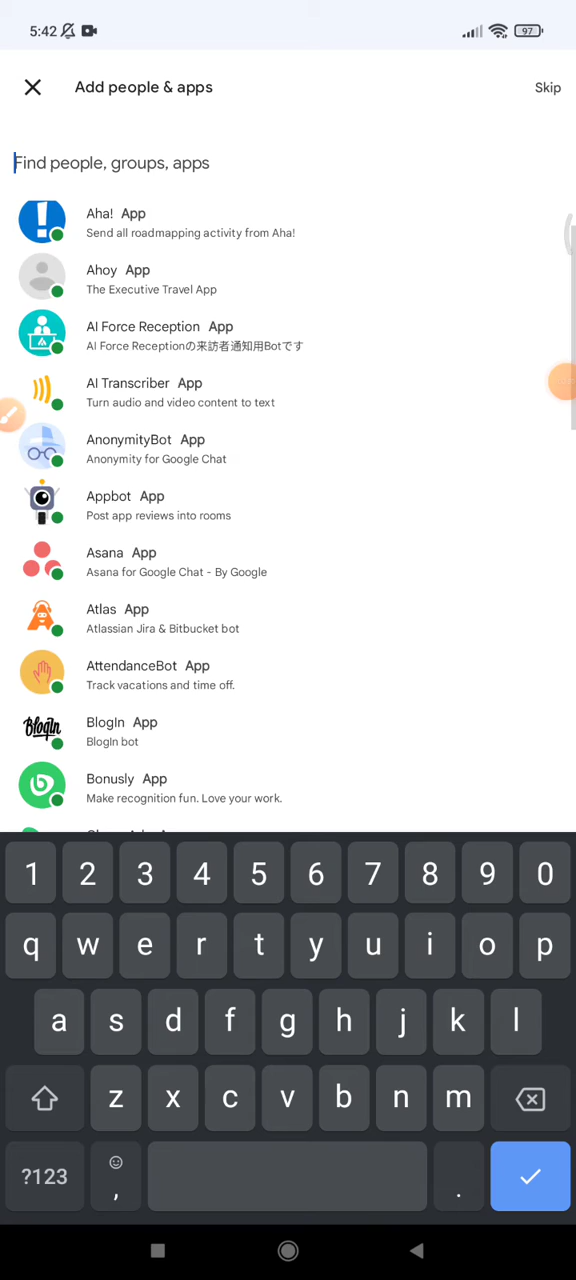 5:42
97
Add people & apps
Skip
Find people, groups, apps
Aha! App
Send all roadmapping activity from Aha!
Ahoy App
The Executive Travel App
AI Force Reception App
AI Force Receptionの来訪者通知用Botです
AI Transcriber App
Turn audio and video content to text
AnonymityBot App
Anonymity for Google Chat
Appbot App
Post app reviews into rooms
Asana App
Asana for Google Chat - By Google
Atlas App
Atlassian Jira & Bitbucket bot
AttendanceBot App
Track vacations and time off.
BlogIn
BlogIn App
BlogIn bot
Bonusly App
Make recognition fun. Love your work.
1 2 3 4 5 6 7 8 9 0
q w e r t y u i o p
a s d f g h j k l
z x c v b n m
?123 , .